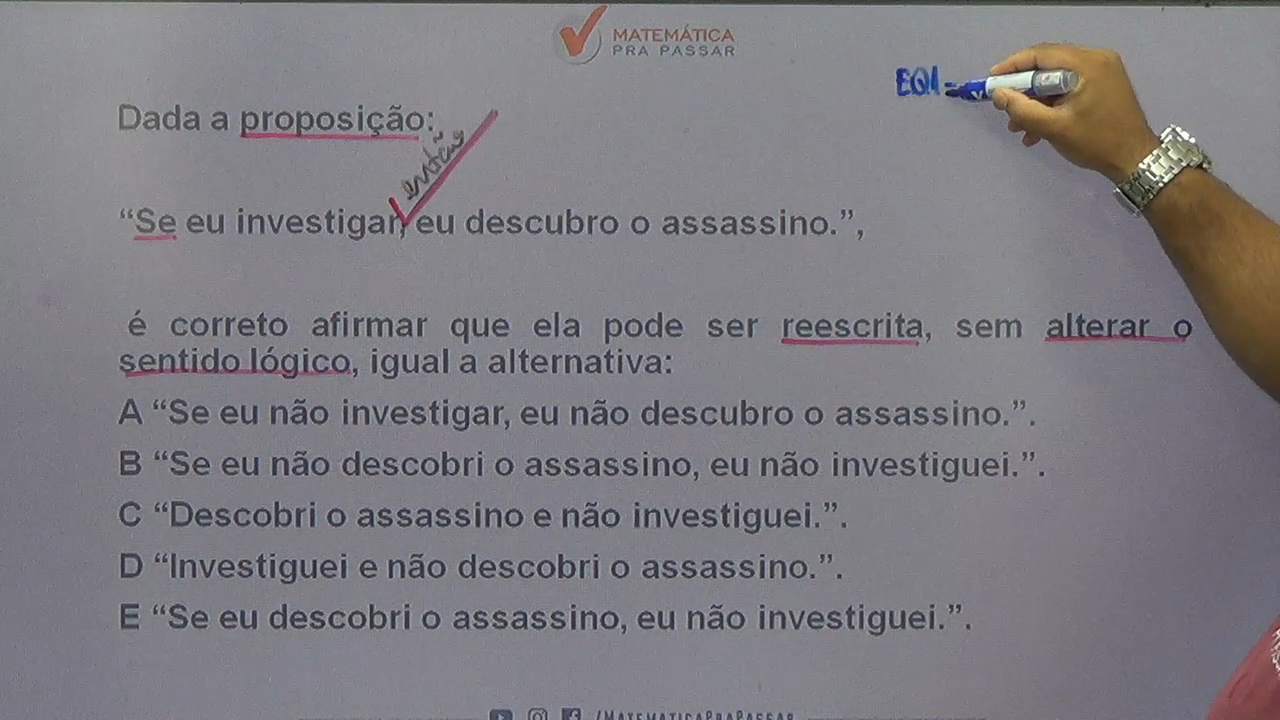 MATEMÁTICA
PRA PASSAR
EQ1 =
Dada a proposição:
então
“Se eu investigar, eu descubro o assassino.”,
é correto afirmar que ela pode ser reescrita, sem alterar o
sentido lógico, igual a alternativa:
A “Se eu não investigar, eu não descubro o assassino.”.
B “Se eu não descobri o assassino, eu não investiguei.”.
C “Descobri o assassino e não investiguei.”.
D “Investiguei e não descobri o assassino.”.
E “Se eu descobri o assassino, eu não investiguei.”.
/MATEMATICAPRAPASSAR